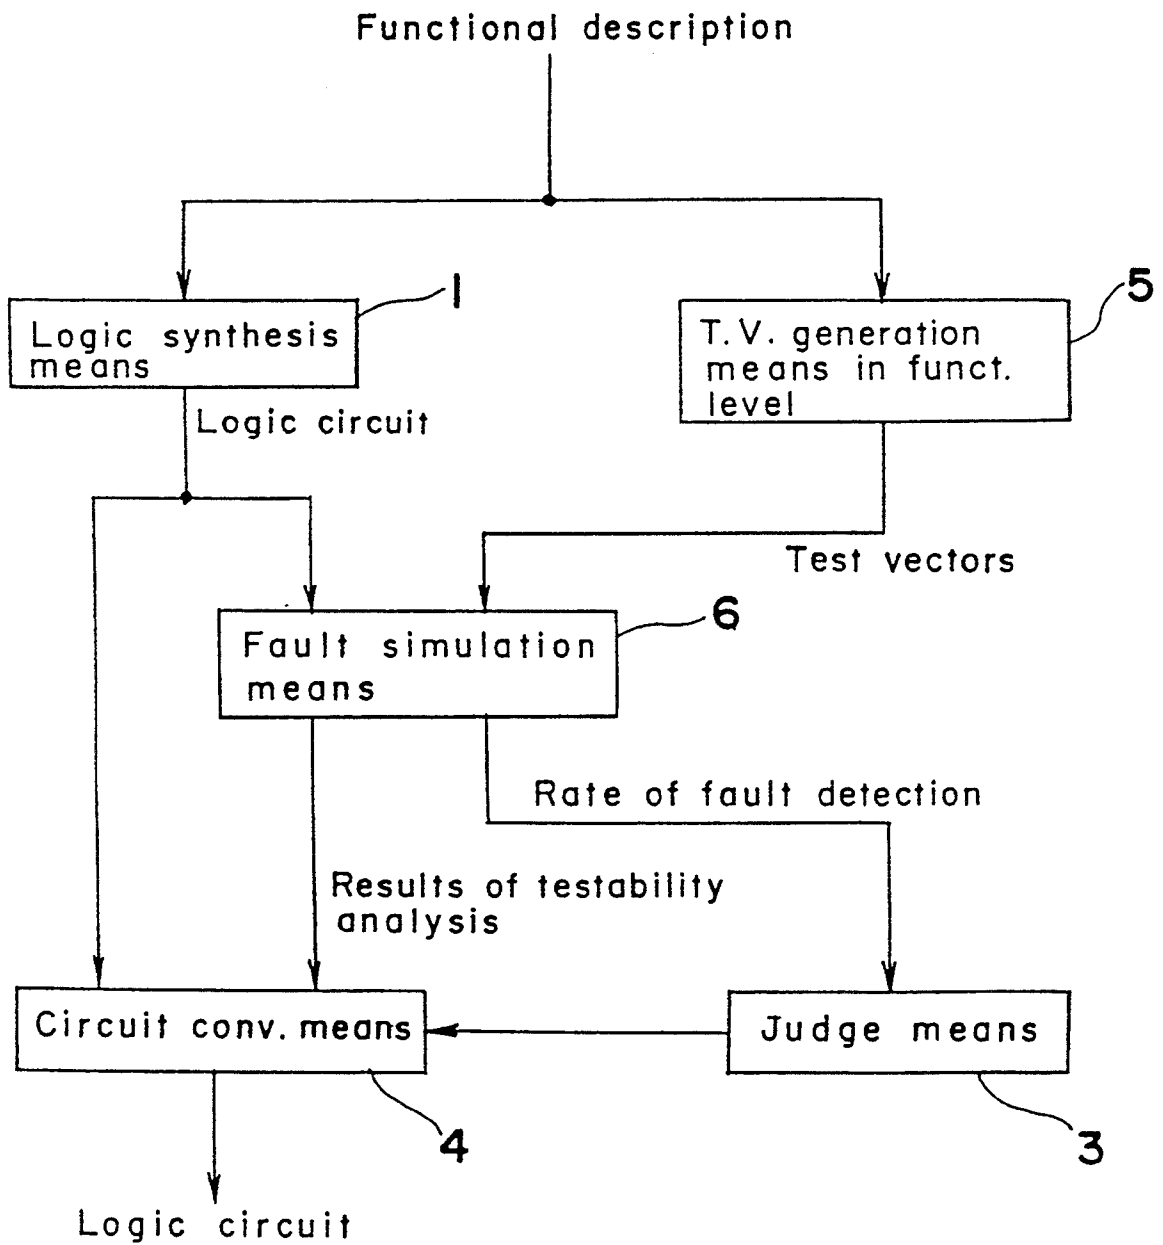 Functional description
1
5
Logic synthesis
means
T.V. generation
means in funct.
level
Logic circuit
Test vectors
6
Fault simulation
means
Rate of fault detection
Results of testability
analysis
Circuit conv. means
Judge means
4
3
Logic circuit